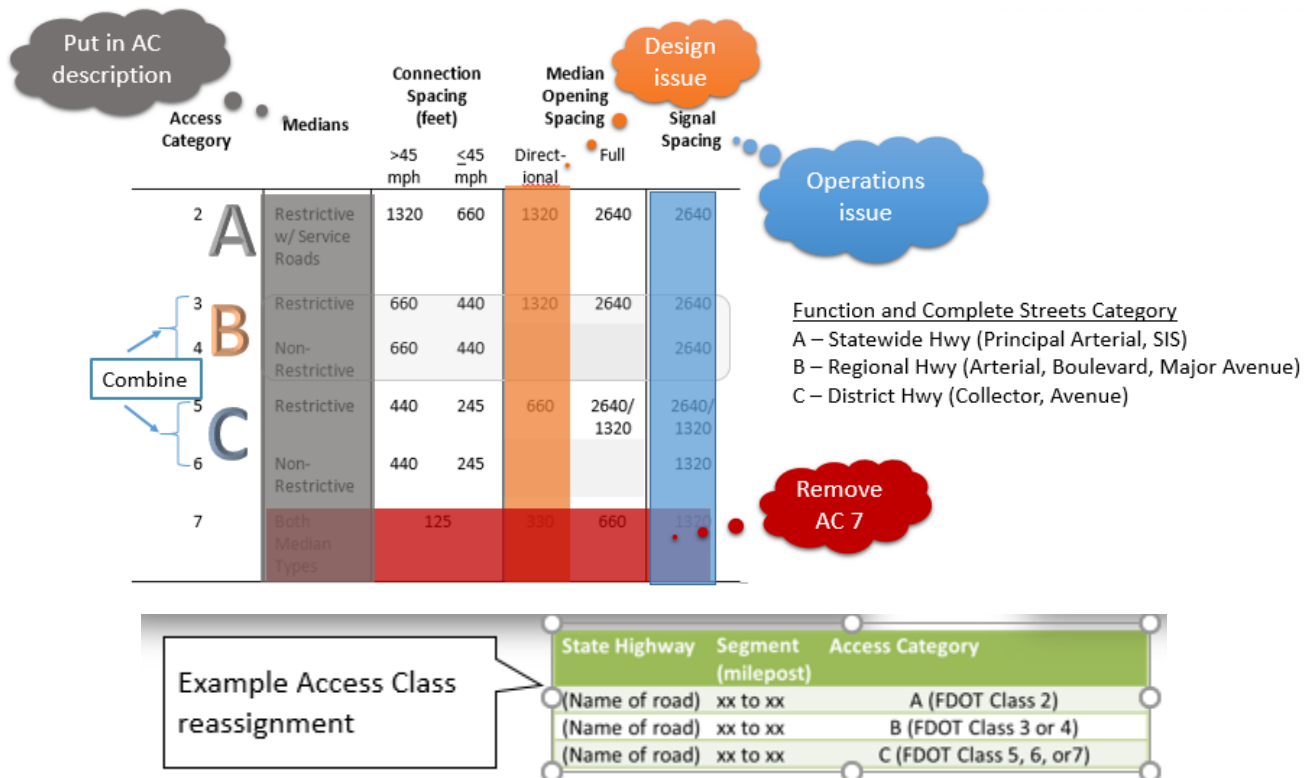 Put in AC
description
Design
issue
Connection
Spacing
(feet)
Median
Opening
Spacing
Access
Category
Medians
Signal
Spacing
>45
mph
≤45
mph
Direct-
ional
Full
Operations
issue
2
A
Restrictive
w/ Service
Roads
1320 660 1320 2640 2640
3
Restrictive
660 440 1320 2640 2640
B
4
Non-
Restrictive
660 440 2640
Combine
5
Restrictive
440 245 660 2640/
1320
2640/
1320
C
6
Non-
Restrictive
440 245 1320
7
Both
Median
Types
125 330 660 1320
Function and Complete Streets Category
A – Statewide Hwy (Principal Arterial, SIS)
B – Regional Hwy (Arterial, Boulevard, Major Avenue)
C – District Hwy (Collector, Avenue)
Remove
AC 7
Example Access Class
reassignment
State Highway Segment Access Category
(milepost)
(Name of road) xx to xx A (FDOT Class 2)
(Name of road) xx to xx B (FDOT Class 3 or 4)
(Name of road) xx to xx C (FDOT Class 5, 6, or7)